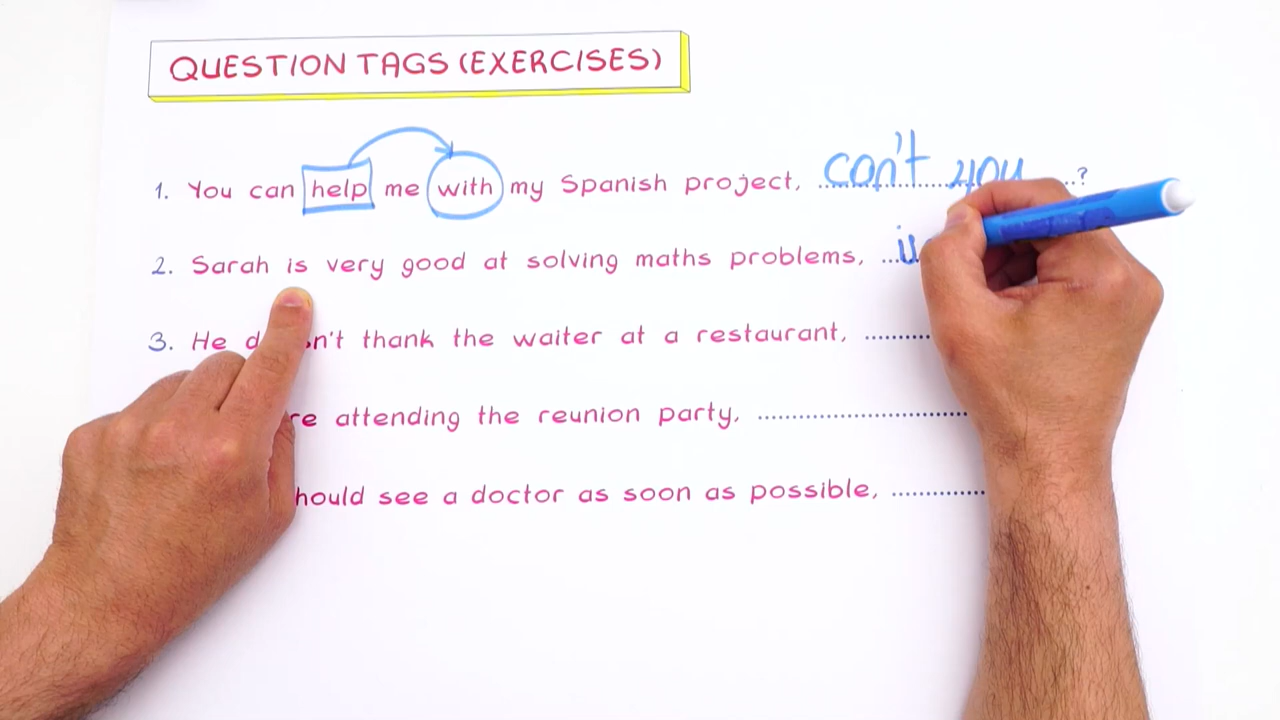 QUESTION TAGS (EXERCISES)
1. You can help me with my Spanish project, can't you ?
2. Sarah is very good at solving maths problems,
3. He thank the waiter at a restaurant,
attending the reunion party,
see a doctor as soon as possible,